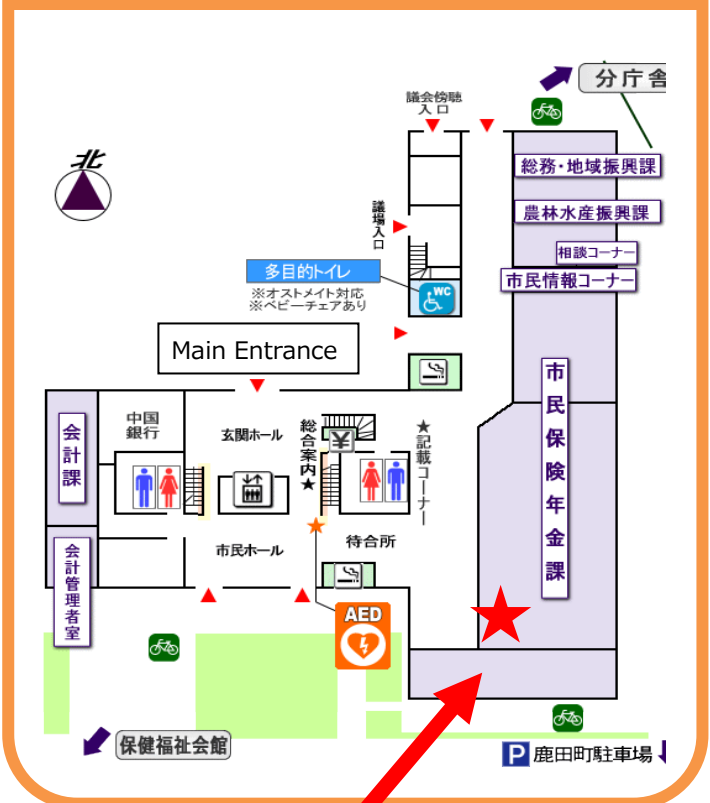 分庁舎
議会傍聴
入口
北
総務・地域振興課
議場入口
農林水産振興課
相談コーナー
多目的トイレ
市民情報コーナー
※オストメイト対応
※ベビーチェアあり
WC
Main Entrance
市民保険年金課
会計課
中国
銀行
玄関ホール
総合案内★
¥
★記載コーナー
市民ホール
待合所
会計管理者室
AED
保健福祉会館
P 鹿田町駐車場